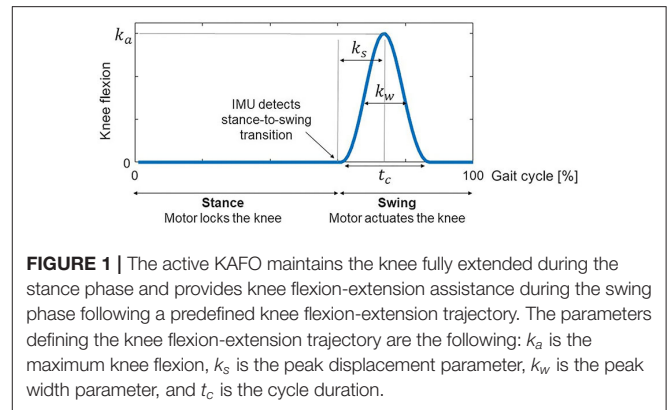 kₐ
kₛ
Knee flexion
k_w
IMU detects
stance-to-swing
transition
0
0
t_c
100
Gait cycle [%]
Stance
Swing
Motor locks the knee
Motor actuates the knee
FIGURE 1 | The active KAFO maintains the knee fully extended during the
stance phase and provides knee flexion-extension assistance during the swing
phase following a predefined knee flexion-extension trajectory. The parameters
defining the knee flexion-extension trajectory are the following: kₐ is the
maximum knee flexion, kₛ is the peak displacement parameter, k_w is the peak
width parameter, and t_c is the cycle duration.